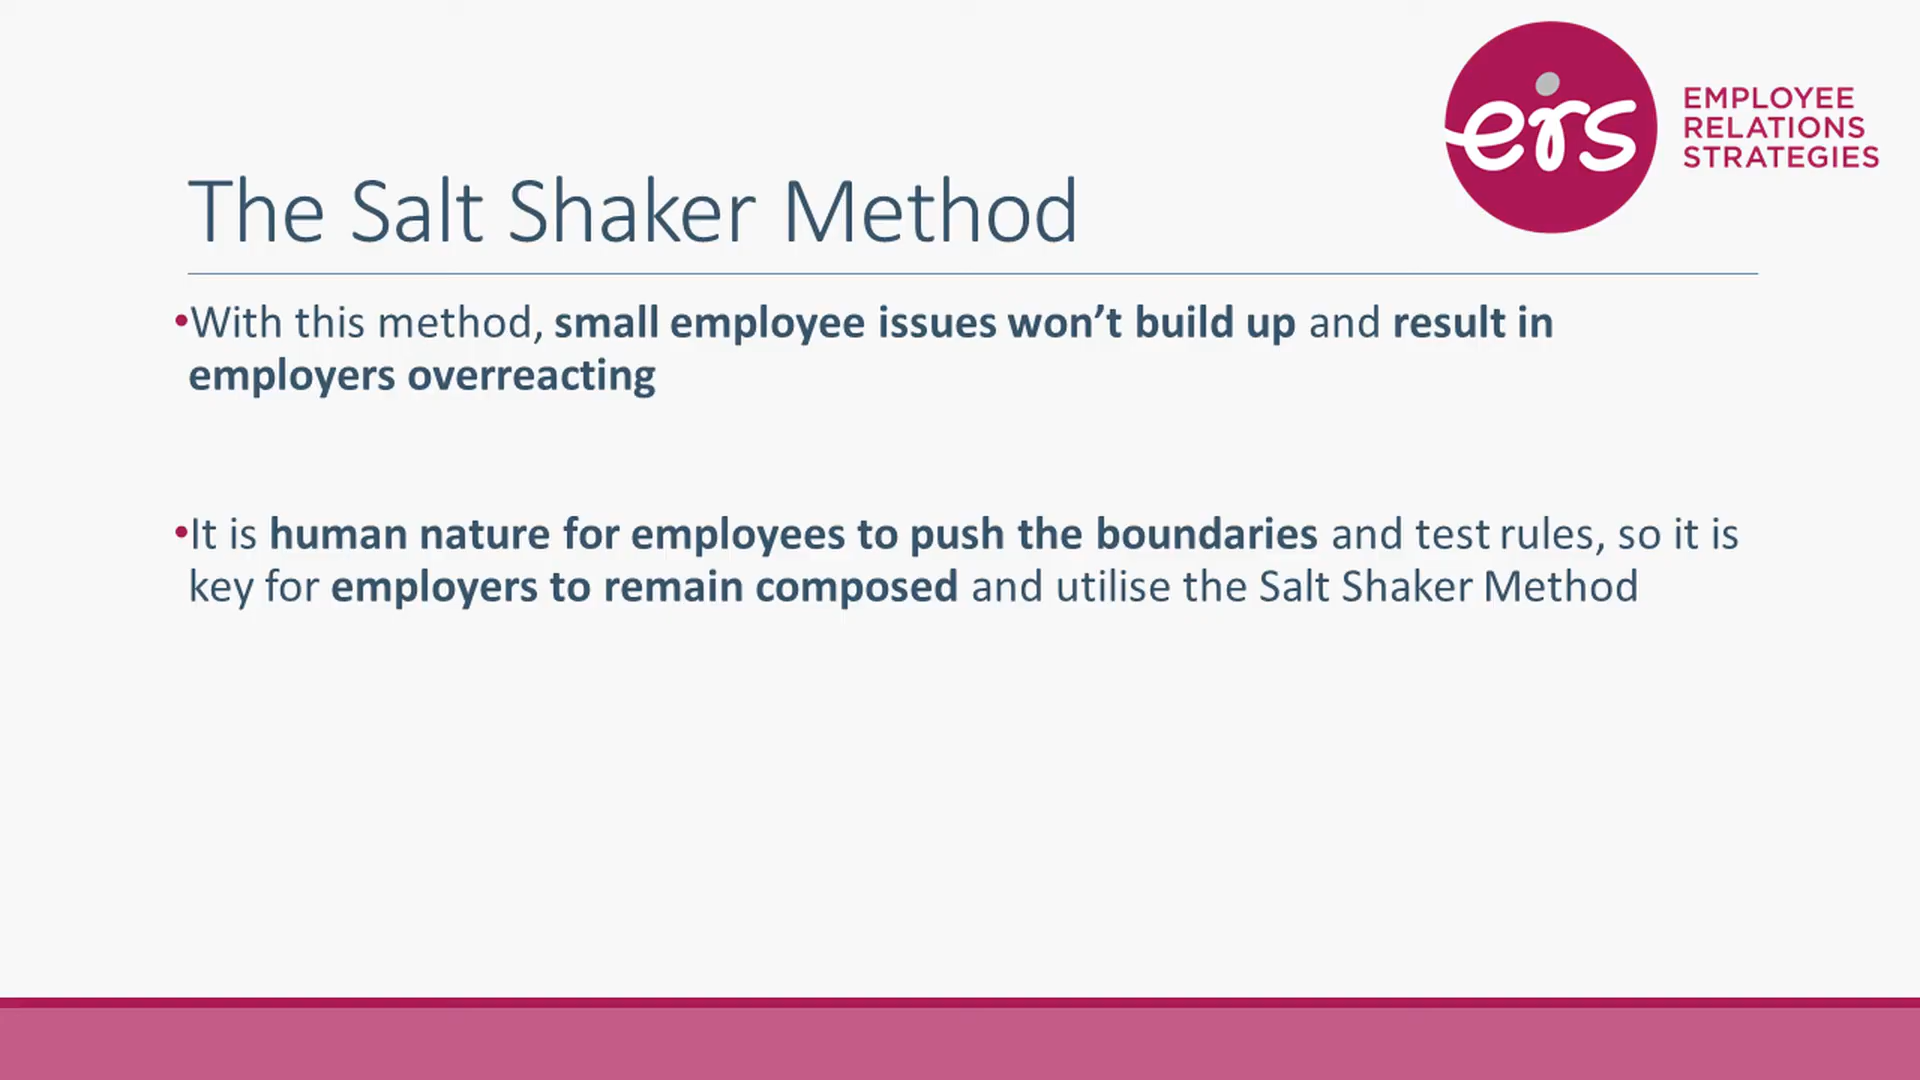 ers
EMPLOYEE
RELATIONS
STRATEGIES
The Salt Shaker Method
•With this method, small employee issues won’t build up and result in
employers overreacting
•It is human nature for employees to push the boundaries and test rules, so it is
key for employers to remain composed and utilise the Salt Shaker Method